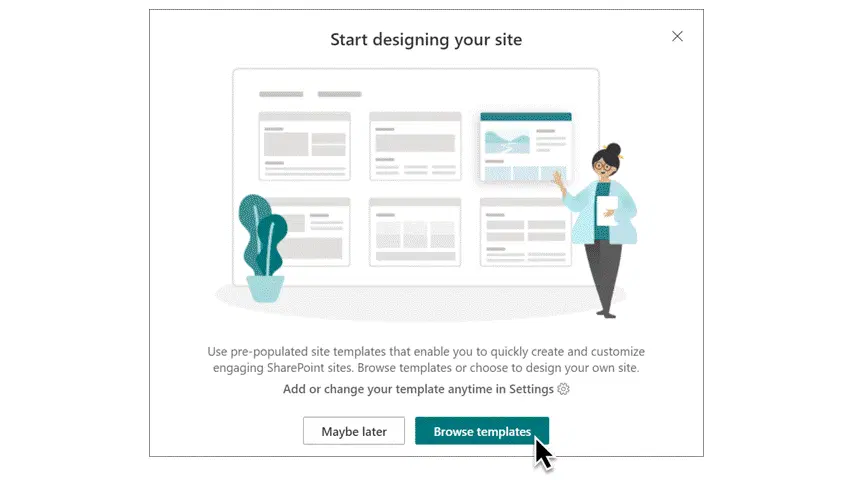 Start designing your site
Use pre-populated site templates that enable you to quickly create and customize
engaging SharePoint sites. Browse templates or choose to design your own site.
Add or change your template anytime in Settings
Maybe later
Browse templates